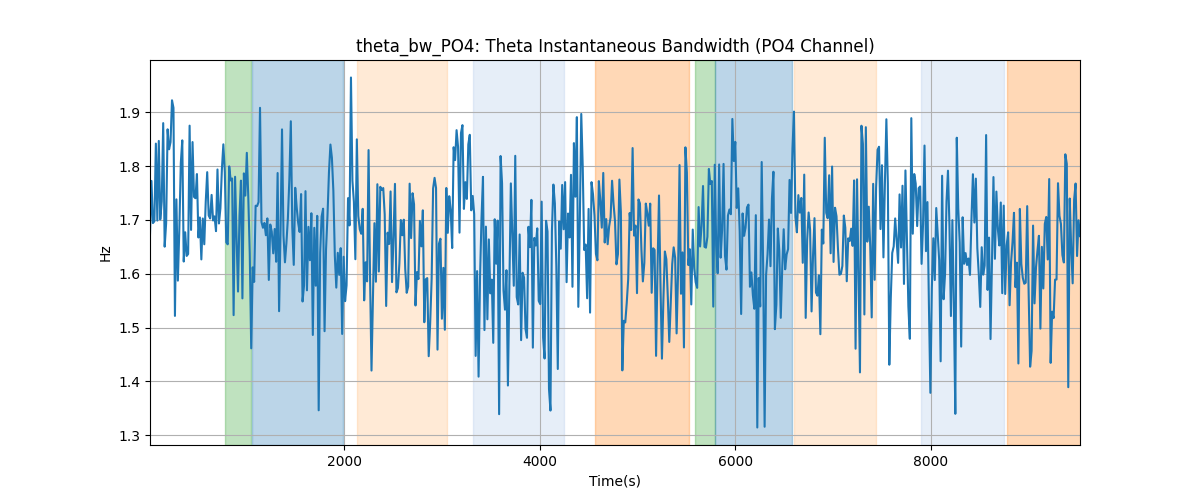 theta_bw_PO4: Theta Instantaneous Bandwidth (PO4 Channel)
1.9
1.8
1.7
1.6
1.5
1.4
1.3
Hz
2000 4000 6000 8000
Time(s)